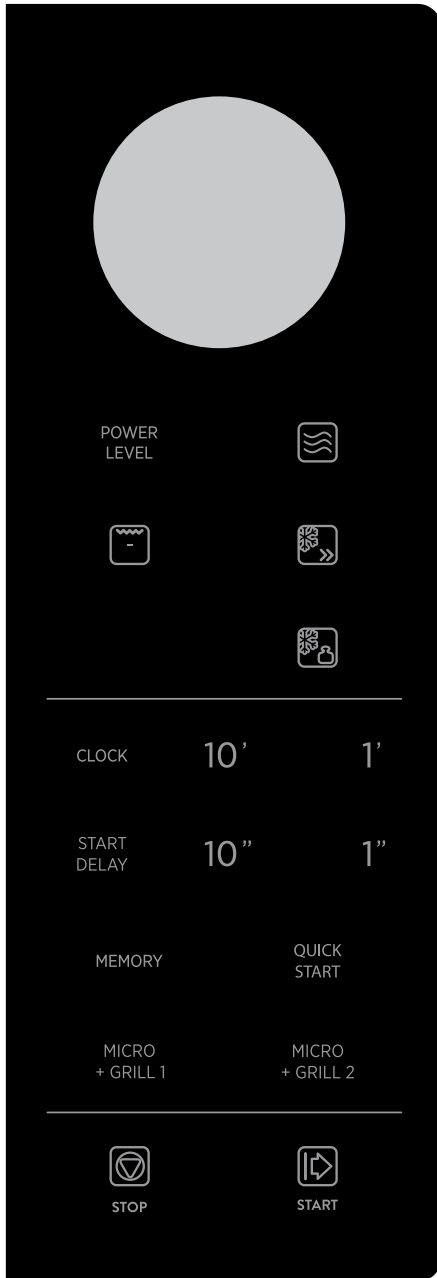 POWER
LEVEL
CLOCK
10’
1’
START
DELAY
10”
1”
MEMORY
QUICK
START
MICRO
+ GRILL 1
MICRO
+ GRILL 2
STOP
START